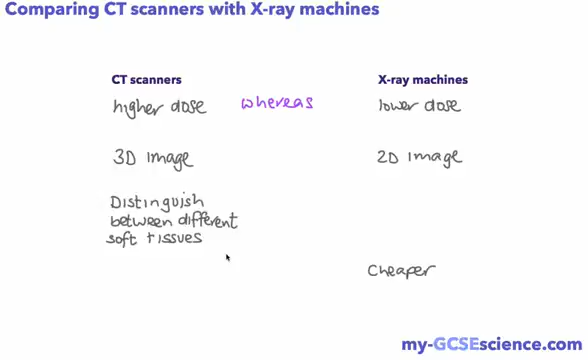 Comparing CT scanners with X-ray machines
CT scanners
X-ray machines
higher dose whereas lower dose
3D image
2D image
Distinguish
between different
soft tissues
Cheaper
my-GCSEscience.com